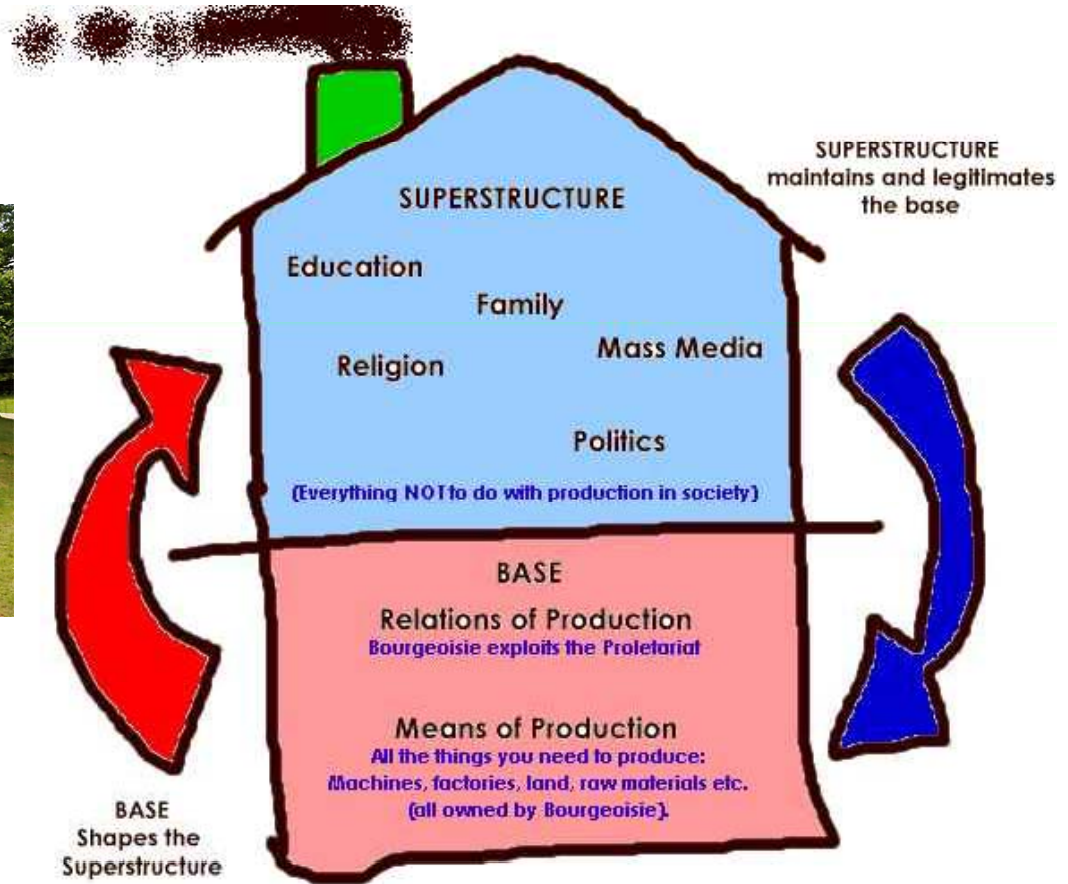 SUPERSTRUCTURE
maintains and legitimates
the base
SUPERSTRUCTURE
Education
Family
Mass Media
Religion
Politics
(Everything NOT to do with production in society)
BASE
Relations of Production
Bourgeoisie exploits the Proletariat
Means of Production
All the things you need to produce:
Machines, factories, land, raw materials etc.
(all owned by Bourgeoisie).
BASE
Shapes the
Superstructure